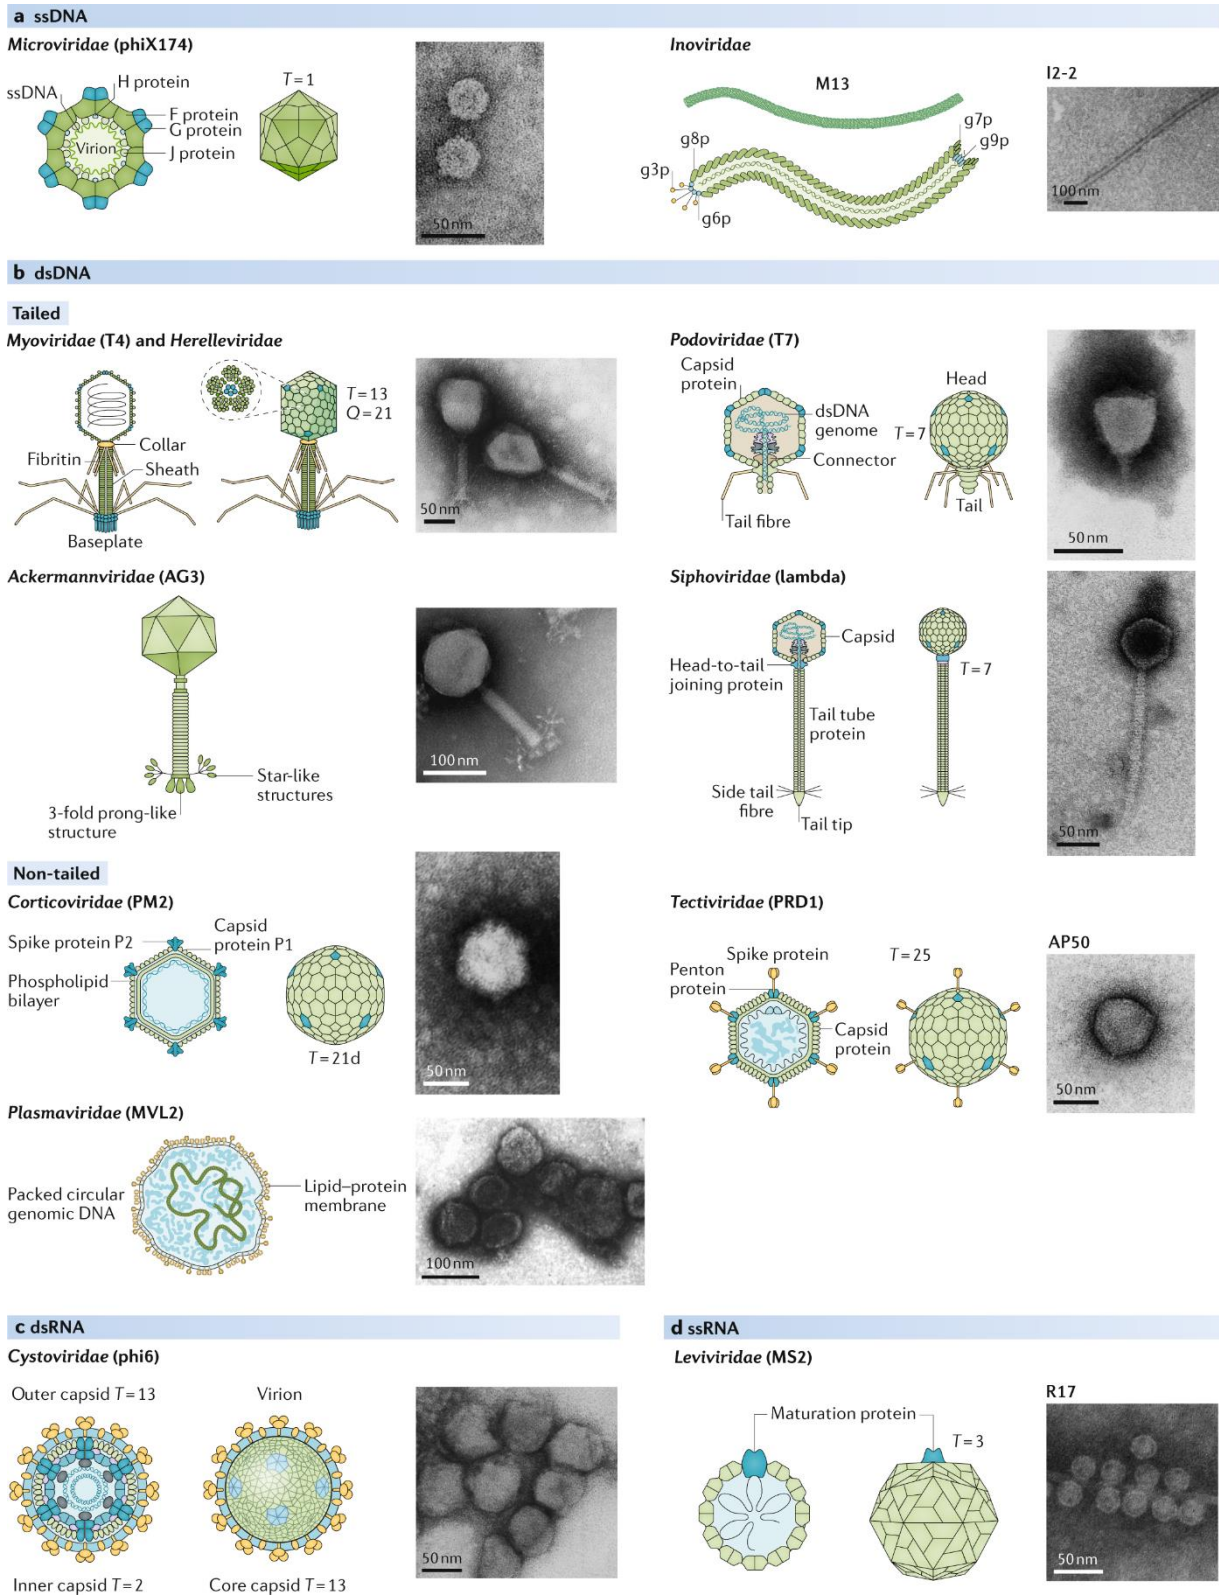 a ssDNA
Microviridae (phiX174)
H protein
ssDNA
F protein
G protein
Virion
J protein
T = 1
50 nm
Inoviridae
M13
g7p
g8p
g9p
g3p
g6p
I2-2
100 nm
b dsDNA
Tailed
Myoviridae (T4) and Herelleviridae
T = 13
Q = 21
Collar
Fibritin
Sheath
Baseplate
50 nm
Podoviridae (T7)
Capsid
protein
Head
dsDNA
genome
T = 7
Connector
Tail fibre
Tail
50 nm
Ackermannviridae (AG3)
Star-like
structures
3-fold prong-like
structure
100 nm
Siphoviridae (lambda)
Capsid
Head-to-tail
joining protein
T = 7
Tail tube
protein
Side tail
fibre
Tail tip
50 nm
Non-tailed
Corticoviridae (PM2)
Spike protein P2
Capsid
protein P1
Phospholipid
bilayer
T = 21d
50 nm
Tectiviridae (PRD1)
Spike protein
T = 25
Penton
protein
Capsid
protein
AP50
50 nm
Plasmaviridae (MVL2)
Packed circular
genomic DNA
Lipid–protein
membrane
100 nm
c dsRNA
Cystoviridae (phi6)
Outer capsid T = 13
Virion
Inner capsid T = 2
Core capsid T = 13
50 nm
d ssRNA
Leviviridae (MS2)
Maturation protein
T = 3
R17
50 nm